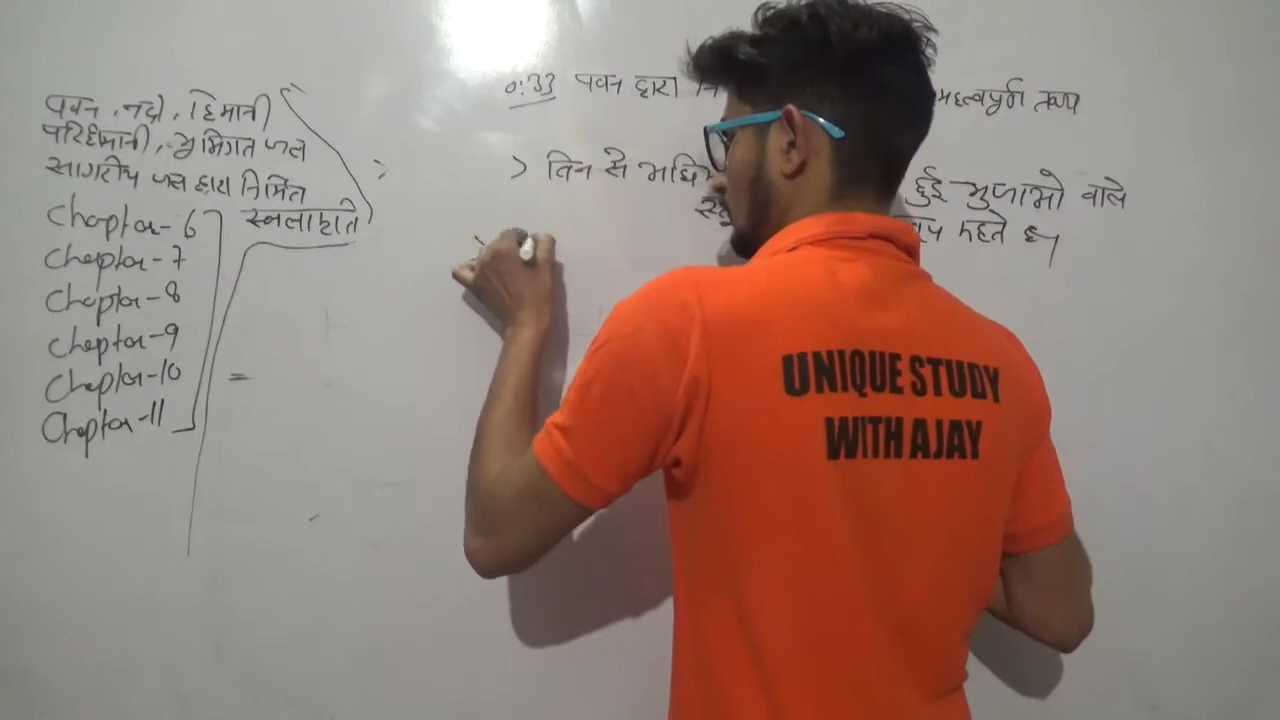 पवन, नदी, हिमानी
परिहिमानी, भूमिगत जल
सागरीय जल द्वारा निर्मित
स्थलाकृति
Chapter-6
Chapter-7
Chapter-8
Chapter-9
Chapter-10
Chapter-11
=
0:33 पवन द्वारा नि महत्वपूर्ण तथ्य
> तिन से अधि हुई भुजाओ वाले
स्तूप कहते है।
UNIQUE STUDY
WITH AJAY